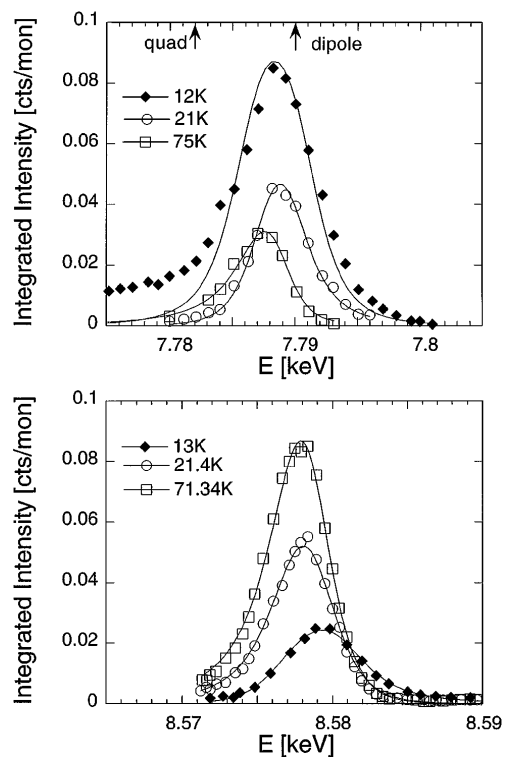 0.1
quad
dipole
0.08
12K
21K
75K
0.06
0.04
0.02
0
Integrated Intensity [cts/mon]
7.78
7.79
7.8
E [keV]
0.1
13K
21.4K
71.34K
0.08
0.06
0.04
0.02
0
Integrated Intensity [cts/mon]
8.57
8.58
8.59
E [keV]